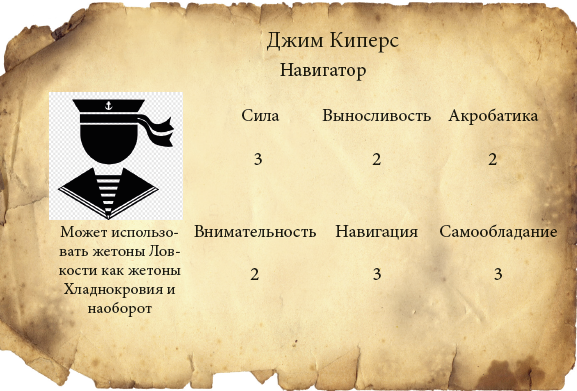 Джим Киперс
Навигатор
Сила Выносливость Акробатика
3 2 2
Может использо-
вать жетоны Лов-
кости как жетоны
Хладнокровия и
наоборот
Внимательность Навигация Самообладание
2 3 3